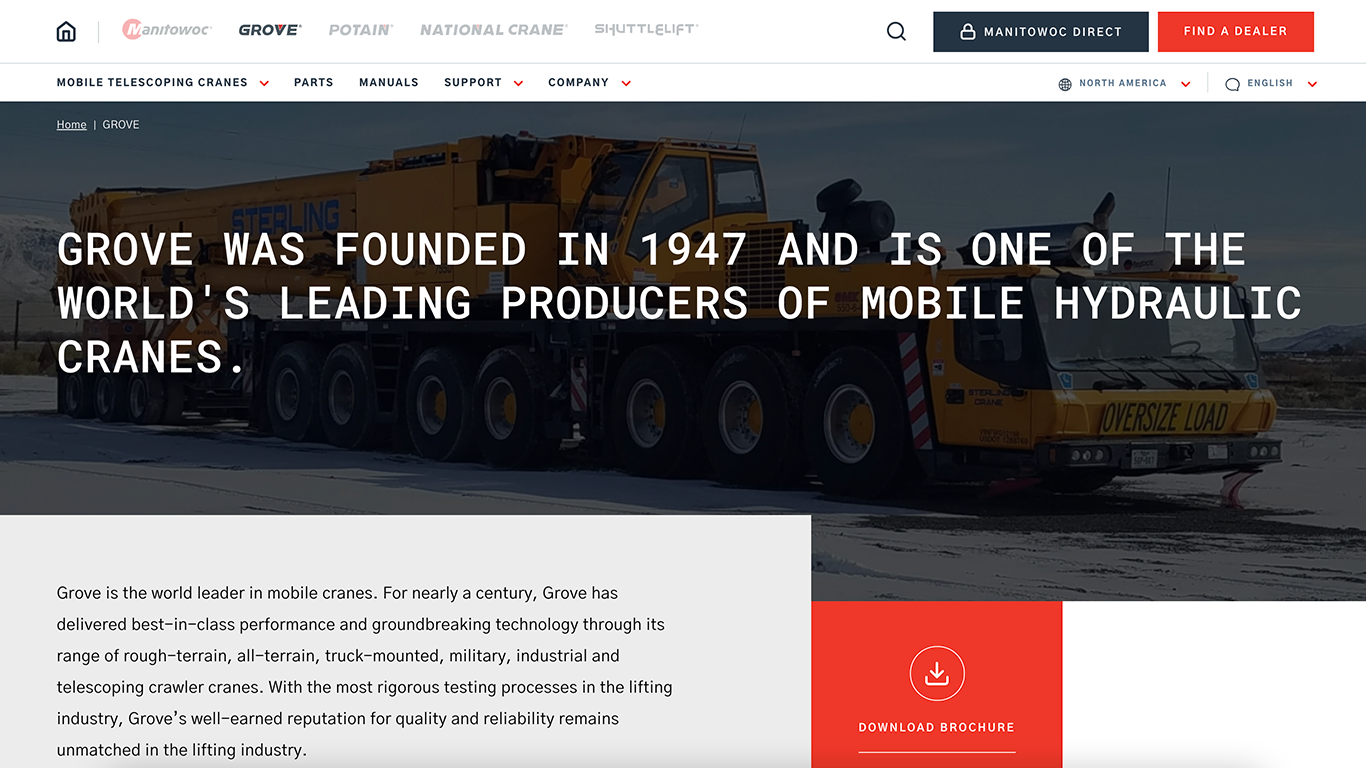 Manitowoc GROVE POTAIN NATIONAL CRANE SHUTTLELIFT MANITOWOC DIRECT FIND A DEALER
MOBILE TELESCOPING CRANES PARTS MANUALS SUPPORT COMPANY NORTH AMERICA ENGLISH
Home | GROVE
STERLING
GROVE WAS FOUNDED IN 1947 AND IS ONE OF THE
WORLD'S LEADING PRODUCERS OF MOBILE HYDRAULIC
CRANES.
STERLING
CRANE
OVERSIZE LOAD
Grove is the world leader in mobile cranes. For nearly a century, Grove has
delivered best-in-class performance and groundbreaking technology through its
range of rough-terrain, all-terrain, truck-mounted, military, industrial and
telescoping crawler cranes. With the most rigorous testing processes in the lifting
industry, Grove’s well-earned reputation for quality and reliability remains
unmatched in the lifting industry.
DOWNLOAD BROCHURE